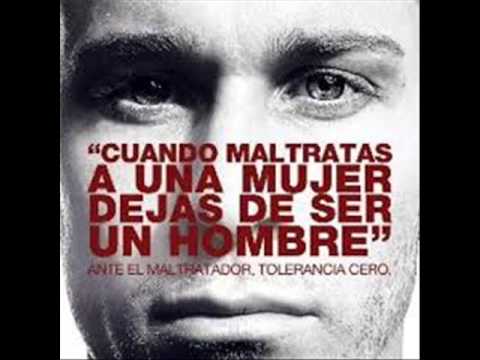 “CUANDO MALTRATAS
A UNA MUJER
DEJAS DE SER
UN HOMBRE”
ANTE EL MALTRATADOR, TOLERANCIA CERO.